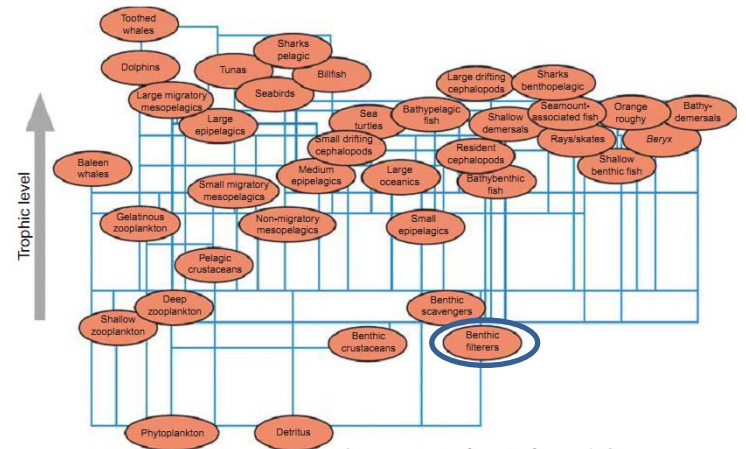 Toothed
whales
Sharks
pelagic
Dolphins
Tunas
Billfish
Large drifting
cephalopods
Sharks
benthopelagic
Large migratory
mesopelagics
Seabirds
Large
epipelagics
Sea
turtles
Bathypelagic
fish
Shallow
demersals
Seamount-
associated fish
Orange
roughy
Bathy-
demersals
Rays/skates
Beryx
Small drifting
cephalopods
Resident
cephalopods
Shallow
benthic fish
Baleen
whales
Medium
epipelagics
Large
oceanics
Bathybenthic
fish
Small migratory
mesopelagics
Gelatinous
zooplankton
Non-migratory
mesopelagics
Small
epipelagics
Trophic level
Pelagic
crustaceans
Deep
zooplankton
Benthic
scavengers
Shallow
zooplankton
Benthic
crustaceans
Benthic
filterers
Phytoplankton
Detritus